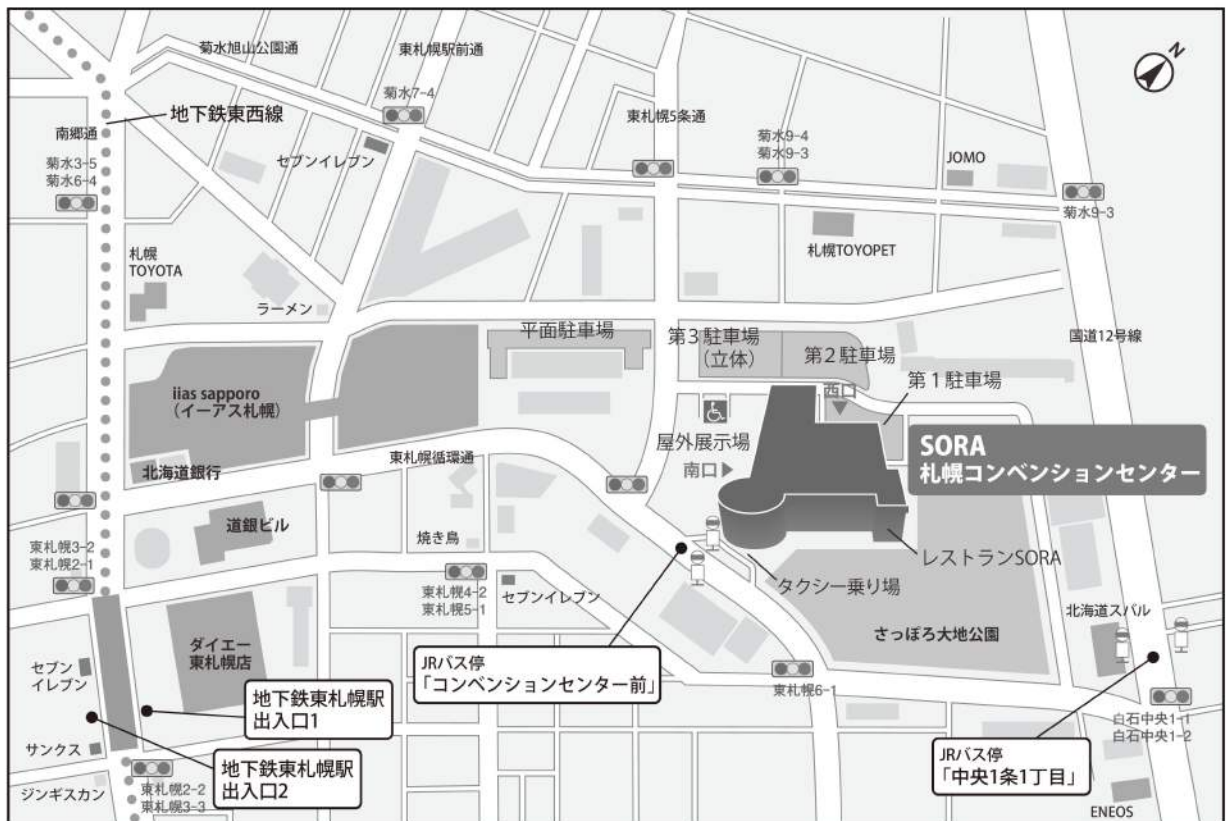 菊水旭山公園通
東札幌駅前通
N
菊水7-4
地下鉄東西線
東札幌5条通
南郷通
菊水9-4
菊水9-3
菊水3-5
菊水6-4
セブンイレブン
JOMO
菊水9-3
札幌
TOYOTA
札幌TOYOPET
ラーメン
平面駐車場
第3駐車場
(立体)
第2駐車場
国道12号線
第1駐車場
西口
iias sapporo
(イーアス札幌)
屋外展示場
SORA
札幌コンベンションセンター
南口
北海道銀行
東札幌循環通
道銀ビル
焼き鳥
東札幌3-2
東札幌2-1
レストランSORA
タクシー乗り場
東札幌4-2
東札幌5-1
セブンイレブン
北海道スバル
さっぽろ大地公園
ダイエー
東札幌店
セブン
イレブン
JRバス停
「コンベンションセンター前」
東札幌6-1
地下鉄東札幌駅
出入口1
白石中央1-1
白石中央1-2
サンクス
地下鉄東札幌駅
出入口2
JRバス停
「中央1条1丁目」
ジンギスカン
東札幌2-2
東札幌3-3
ENEOS